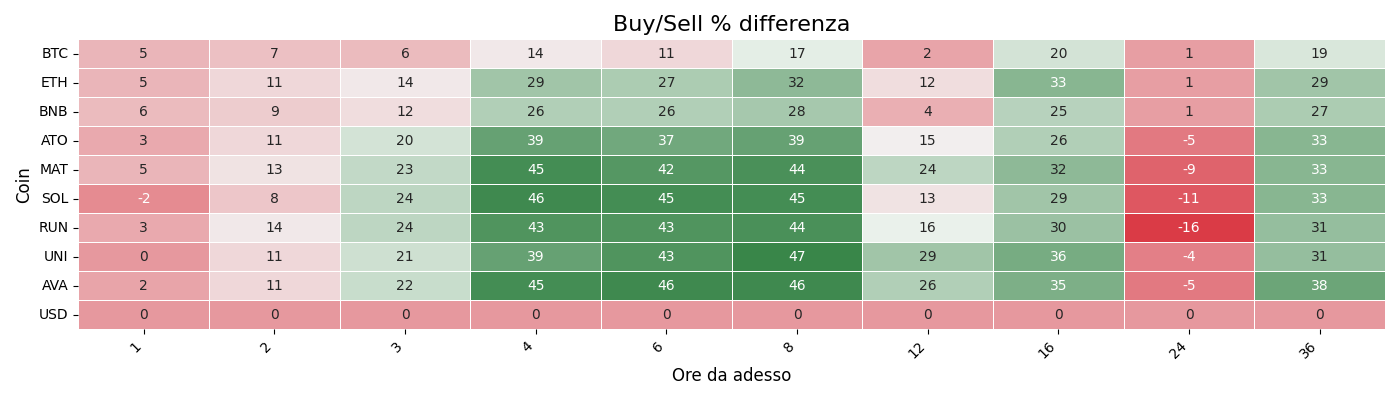 Buy/Sell % differenza
BTC 5 7 6 14 11 17 2 20 1 19
ETH 5 11 14 29 27 32 12 33 1 29
BNB 6 9 12 26 26 28 4 25 1 27
ATO 3 11 20 39 37 39 15 26 -5 33
MAT 5 13 23 45 42 44 24 32 -9 33
SOL -2 8 24 46 45 45 13 29 -11 33
RUN 3 14 24 43 43 44 16 30 -16 31
UNI 0 11 21 39 43 47 29 36 -4 31
AVA 2 11 22 45 46 46 26 35 -5 38
USD 0 0 0 0 0 0 0 0 0 0
Coin
1 2 3 4 6 8 12 16 24 36
Ore da adesso